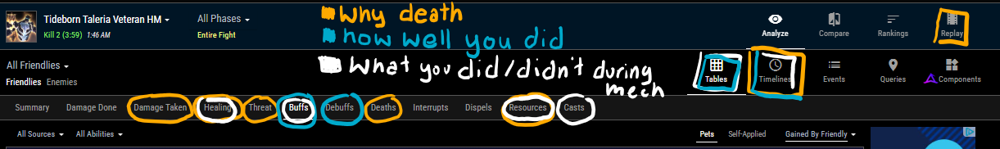 Tideborn Taleria Veteran HM
Kill 2 (3:59) 1:46 AM
All Phases
Entire Fight
Why death
how well you did
What you did/didn't during mech
Analyze Compare Rankings Replay
All Friendlies
Friendlies Enemies
Tables Timelines Events Queries Components
Summary Damage Done Damage Taken Healing Threat Buffs Debuffs Deaths Interrupts Dispels Resources Casts
All Sources All Abilities Pets Self-Applied Gained By Friendly